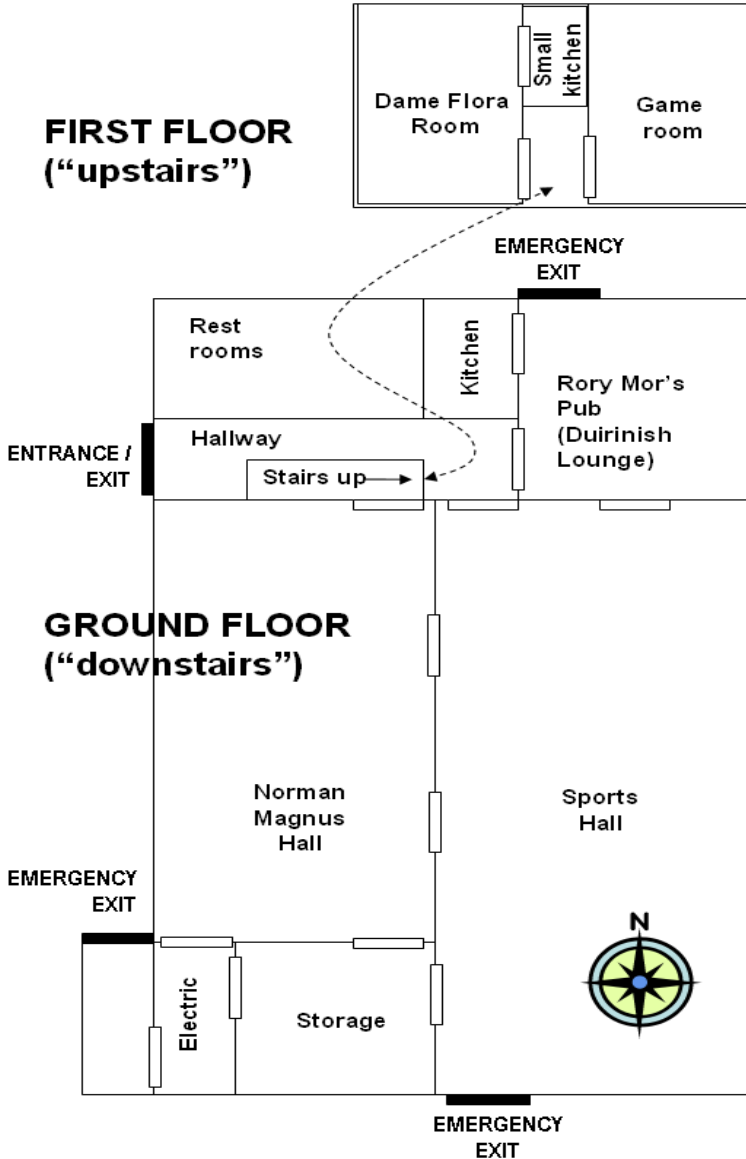 Small
kitchen
Dame Flora
Room
Game
room
FIRST FLOOR
(“upstairs”)
EMERGENCY
EXIT
Rest
rooms
Kitchen
Rory Mor’s
Pub
(Duirinish
Lounge)
Hallway
ENTRANCE /
EXIT
Stairs up
GROUND FLOOR
(“downstairs”)
Norman
Magnus
Hall
Sports
Hall
EMERGENCY
EXIT
N
Electric
Storage
EMERGENCY
EXIT